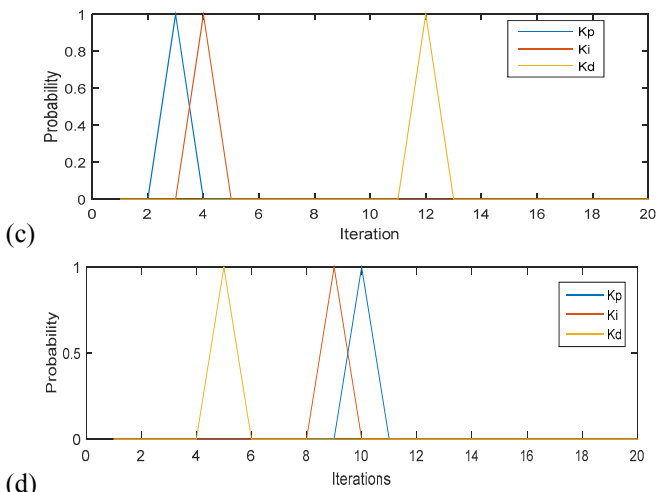 1
0.8
0.6
0.4
0.2
0
Probability
Kp
Ki
Kd
0 2 4 6 8 10 12 14 16 18 20
Iteration
(c)
1
0.5
0
Probability
Kp
Ki
Kd
0 2 4 6 8 10 12 14 16 18 20
Iterations
(d)